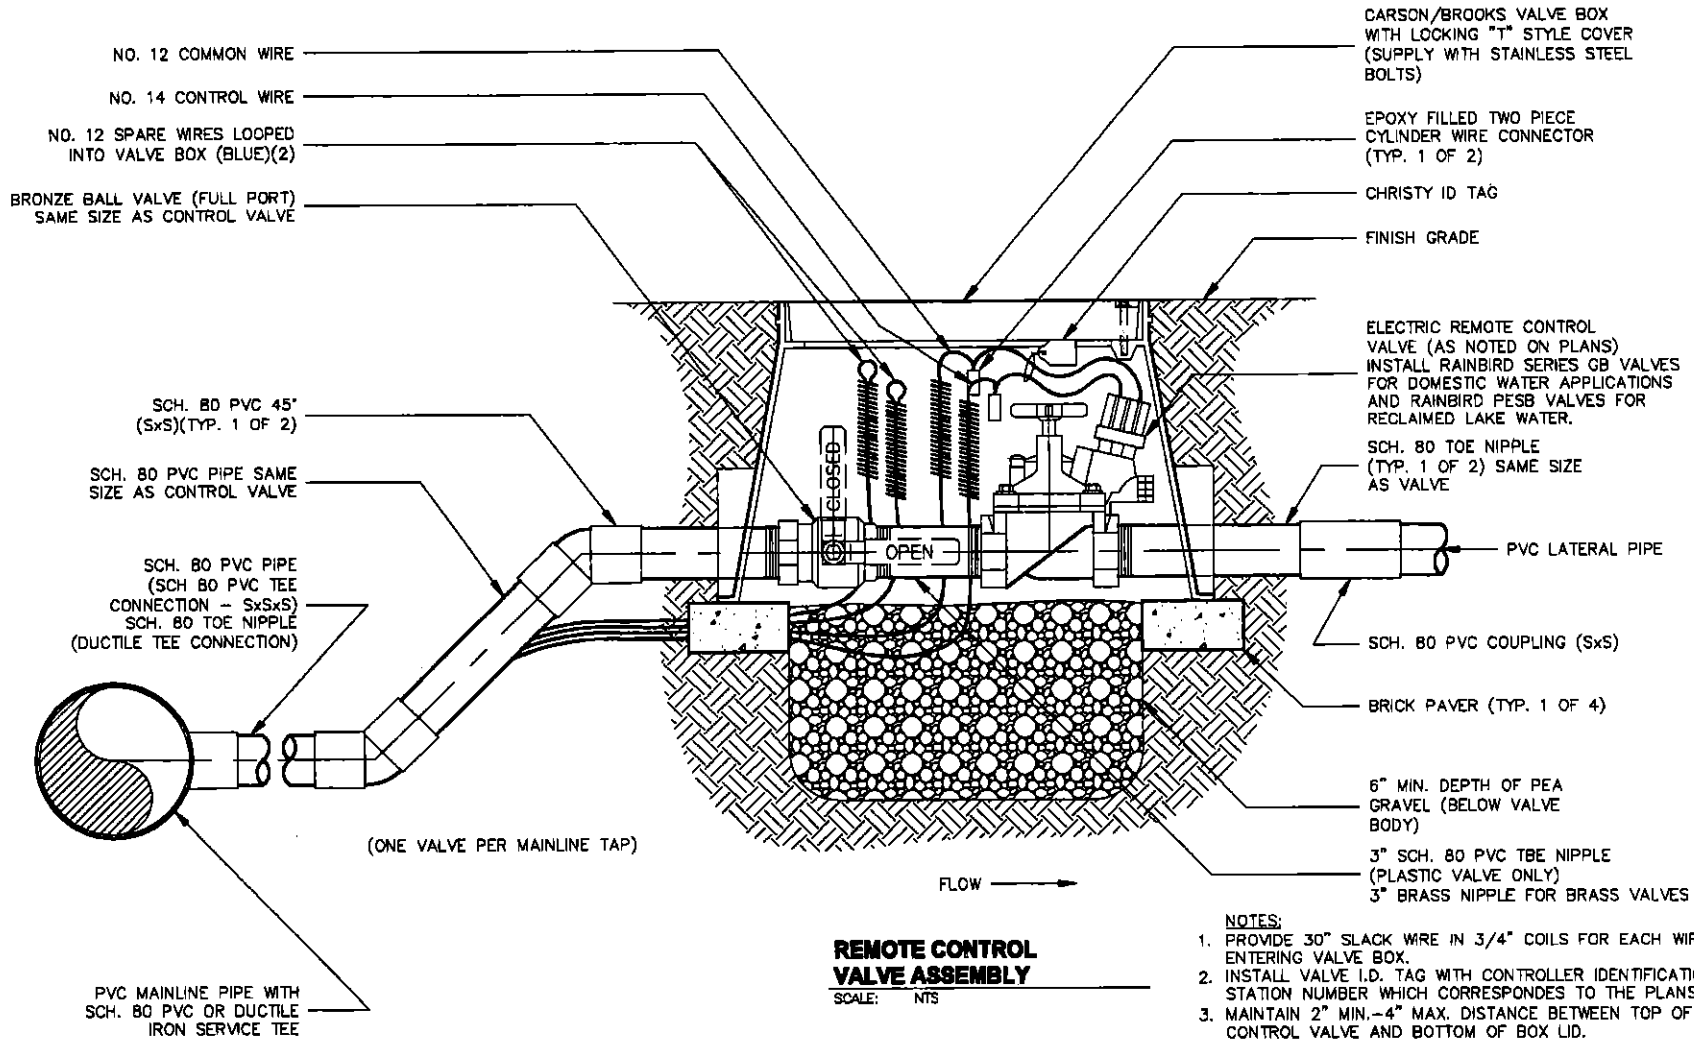 NO. 12 COMMON WIRE
NO. 14 CONTROL WIRE
NO. 12 SPARE WIRES LOOPED
INTO VALVE BOX (BLUE)(2)
BRONZE BALL VALVE (FULL PORT)
SAME SIZE AS CONTROL VALVE
SCH. 80 PVC 45°
(SxS)(TYP. 1 OF 2)
SCH. 80 PVC PIPE SAME
SIZE AS CONTROL VALVE
SCH. 80 PVC PIPE
(SCH 80 PVC TEE
CONNECTION - SxSxS)
SCH. 80 TOE NIPPLE
(DUCTILE TEE CONNECTION)
PVC MAINLINE PIPE WITH
SCH. 80 PVC OR DUCTILE
IRON SERVICE TEE
(ONE VALVE PER MAINLINE TAP)
CLOSED
OPEN
FLOW
CARSON/BROOKS VALVE BOX
WITH LOCKING "T" STYLE COVER
(SUPPLY WITH STAINLESS STEEL
BOLTS)
EPOXY FILLED TWO PIECE
CYLINDER WIRE CONNECTOR
(TYP. 1 OF 2)
CHRISTY ID TAG
FINISH GRADE
ELECTRIC REMOTE CONTROL
VALVE (AS NOTED ON PLANS)
INSTALL RAINBIRD SERIES GB VALVES
FOR DOMESTIC WATER APPLICATIONS
AND RAINBIRD PESB VALVES FOR
RECLAIMED LAKE WATER.
SCH. 80 TOE NIPPLE
(TYP. 1 OF 2) SAME SIZE
AS VALVE
PVC LATERAL PIPE
SCH. 80 PVC COUPLING (SxS)
BRICK PAVER (TYP. 1 OF 4)
6" MIN. DEPTH OF PEA
GRAVEL (BELOW VALVE
BODY)
3" SCH. 80 PVC TBE NIPPLE
(PLASTIC VALVE ONLY)
3" BRASS NIPPLE FOR BRASS VALVES
REMOTE CONTROL
VALVE ASSEMBLY
SCALE: NTS
NOTES:
1. PROVIDE 30" SLACK WIRE IN 3/4" COILS FOR EACH
ENTERING VALVE BOX.
2. INSTALL VALVE I.D. TAG WITH CONTROLLER
STATION NUMBER WHICH CORRESPONDES TO THE PLANS
3. MAINTAIN 2" MIN.-4" MAX. DISTANCE BETWEEN TOP OF
CONTROL VALVE AND BOTTOM OF BOX LID.